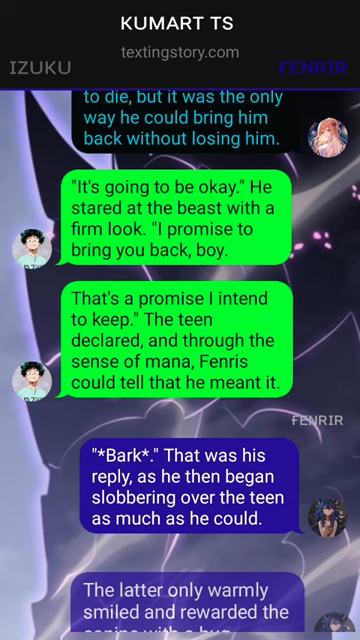 KUMART TS
textingstory.com
IZUKU
FENRIR
to die, but it was the only
way he could bring him
back without losing him.
"It's going to be okay." He
stared at the beast with a
firm look. "I promise to
bring you back, boy.
That's a promise I intend
to keep." The teen
declared, and through the
sense of mana, Fenris
could tell that he meant it.
FENRIR
"*Bark*." That was his
reply, as he then began
slobbering over the teen
as much as he could.
The latter only warmly
smiled and rewarded the
canine with a hug